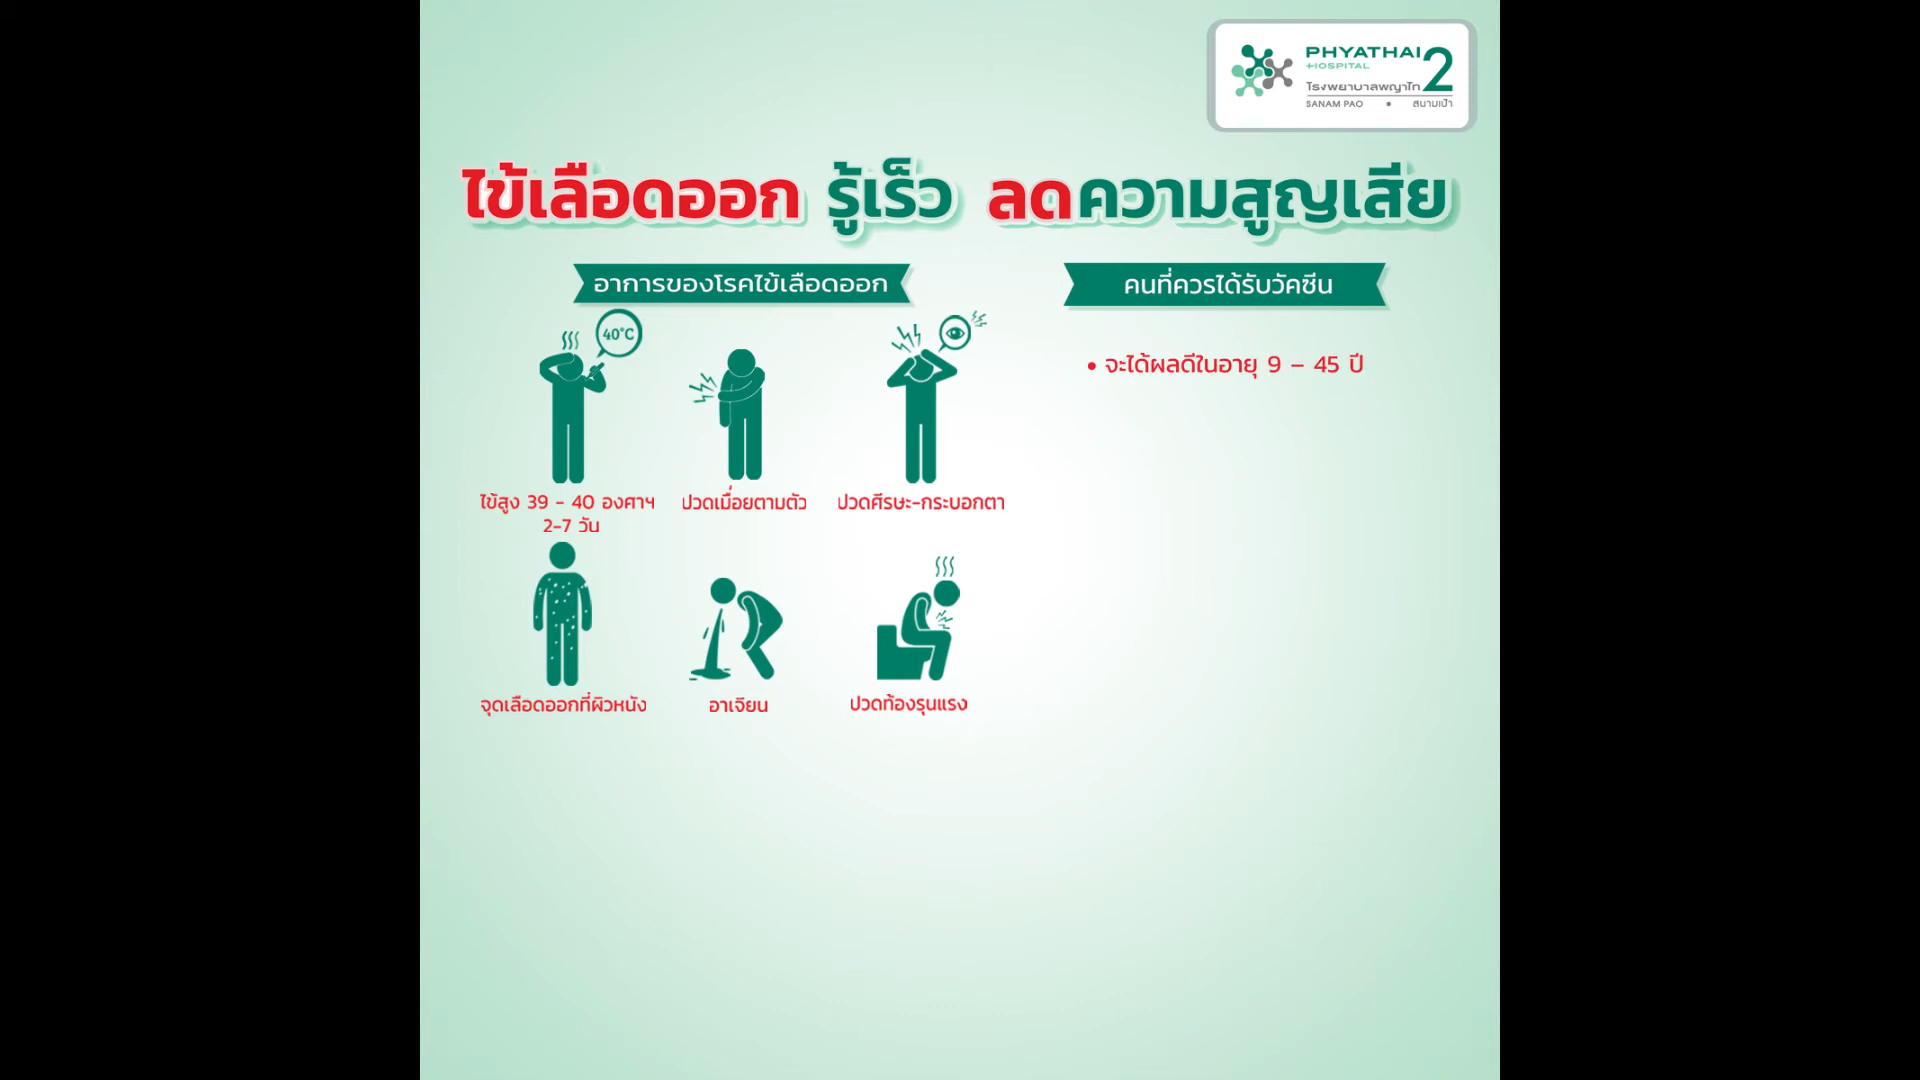 PHYATHAI 2
HOSPITAL
โรงพยาบาลพญาไท
SANAM PAO • สนามเป้า
ไข้เลือดออก รู้เร็ว ลดความสูญเสีย
อาการของโรคไข้เลือดออก
40°C
ไข้สูง 39 - 40 องศาฯ
2-7 วัน
ปวดเมื่อยตามตัว
ปวดศีรษะ-กระบอกตา
จุดเลือดออกที่ผิวหนัง
อาเจียน
ปวดท้องรุนแรง
คนที่ควรได้รับวัคซีน
• จะได้ผลดีในอายุ 9 – 45 ปี